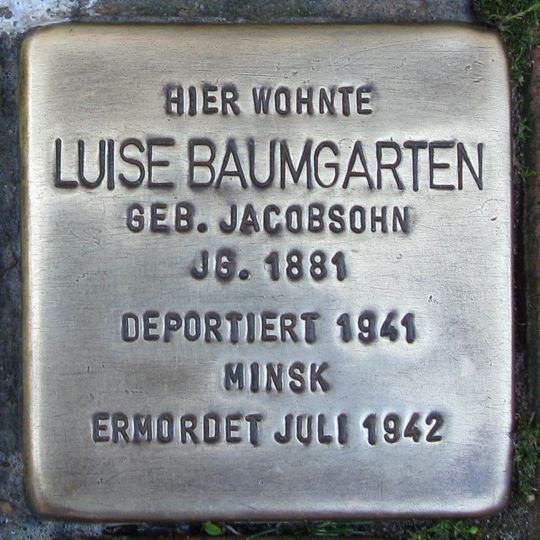 HIER WOHNTE
LUISE BAUMGARTEN
GEB. JACOBSOHN
JG. 1881
DEPORTIERT 1941
MINSK
ERMORDET JULI 1942